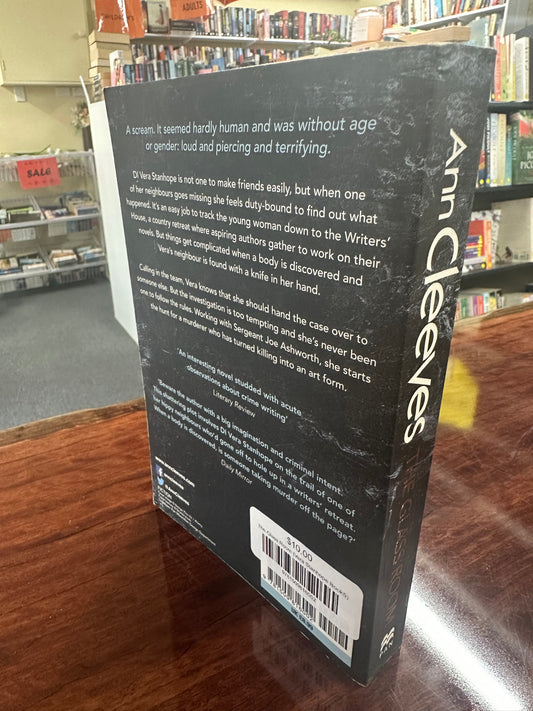 ADULTS
SALE
A scream. It seemed hardly human and was without age
or gender: loud and piercing and terrifying.
DI Vera Stanhope is not one to make friends easily, but when one
of her neighbours goes missing she feels duty-bound to find out what
happened. It's an easy job to track the young woman down to the Writers'
House, a country retreat where aspiring authors gather to work on their
novels. But things get complicated when a body is discovered and
Vera's neighbour is found with a knife in her hand.
Calling in the team, Vera knows that she should hand the case over to
someone else. But the investigation is too tempting and she's never been
one to follow the rules. Working with Sergeant Joe Ashworth, she starts
the hunt for a murderer who has turned killing into an art form.
'An interesting novel studded with acute
observations about crime writing'
Literary Review
'Beware the author with a big imagination and criminal intent.
This shuddering plot involves DI Vera Stanhope on the trail of one of
her happy neighbours who'd gone off to hole up in a writers' retreat.
When a body is discovered, is someone taking murder off the page?'
Daily Mirror
$10.00
Ann Cleeves
THE GLASS ROOM